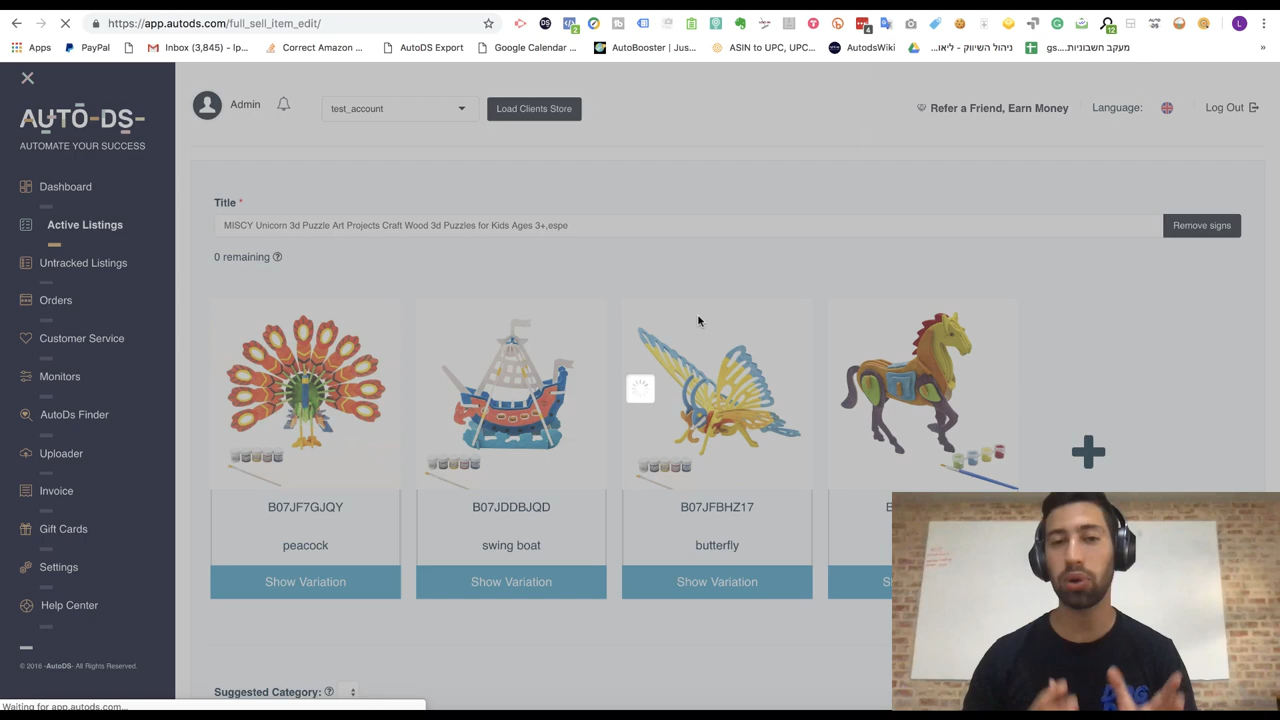 https://app.autods.com/full_sell_item_edit/
Apps
PayPal
Inbox (3,845) - lp...
Correct Amazon ...
AutoDS Export
Google Calendar ...
AutoBooster | Jus...
ASIN to UPC, UPC...
AutodsWiki
ניהול השיווק - ליאו...
מעקב חשבוניות.gs...
»
2
4
12
L
AUTO-DS-
AUTOMATE YOUR SUCCESS
Dashboard
Active Listings
Untracked Listings
Orders
Customer Service
Monitors
AutoDs Finder
Uploader
Invoice
Gift Cards
Settings
Help Center
© 2016 -AutoDS- All Rights Reserved.
Admin
test_account
Load Clients Store
Refer a Friend, Earn Money
Language:
Log Out
Title *
MISCY Unicorn 3d Puzzle Art Projects Craft Wood 3d Puzzles for Kids Ages 3+,espe
Remove signs
0 remaining
B07JF7GJQY
B07JDDBJQD
B07JFBHZ17
peacock
swing boat
butterfly
Show Variation
Show Variation
Show Variation
Suggested Category:
Waiting for app.autods.com...